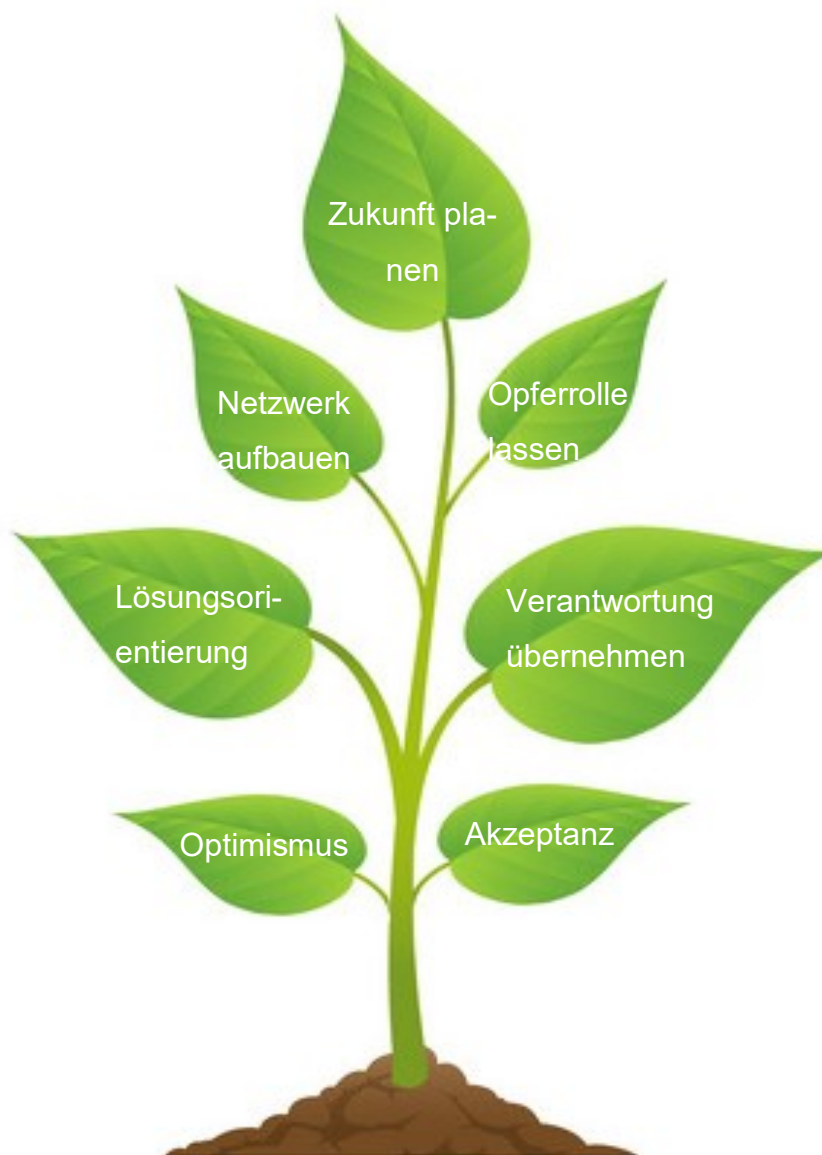 Zukunft pla-
nen
Netzwerk
aufbauen
Opferrolle
lassen
Lösungsori-
entierung
Verantwortung
übernehmen
Optimismus
Akzeptanz